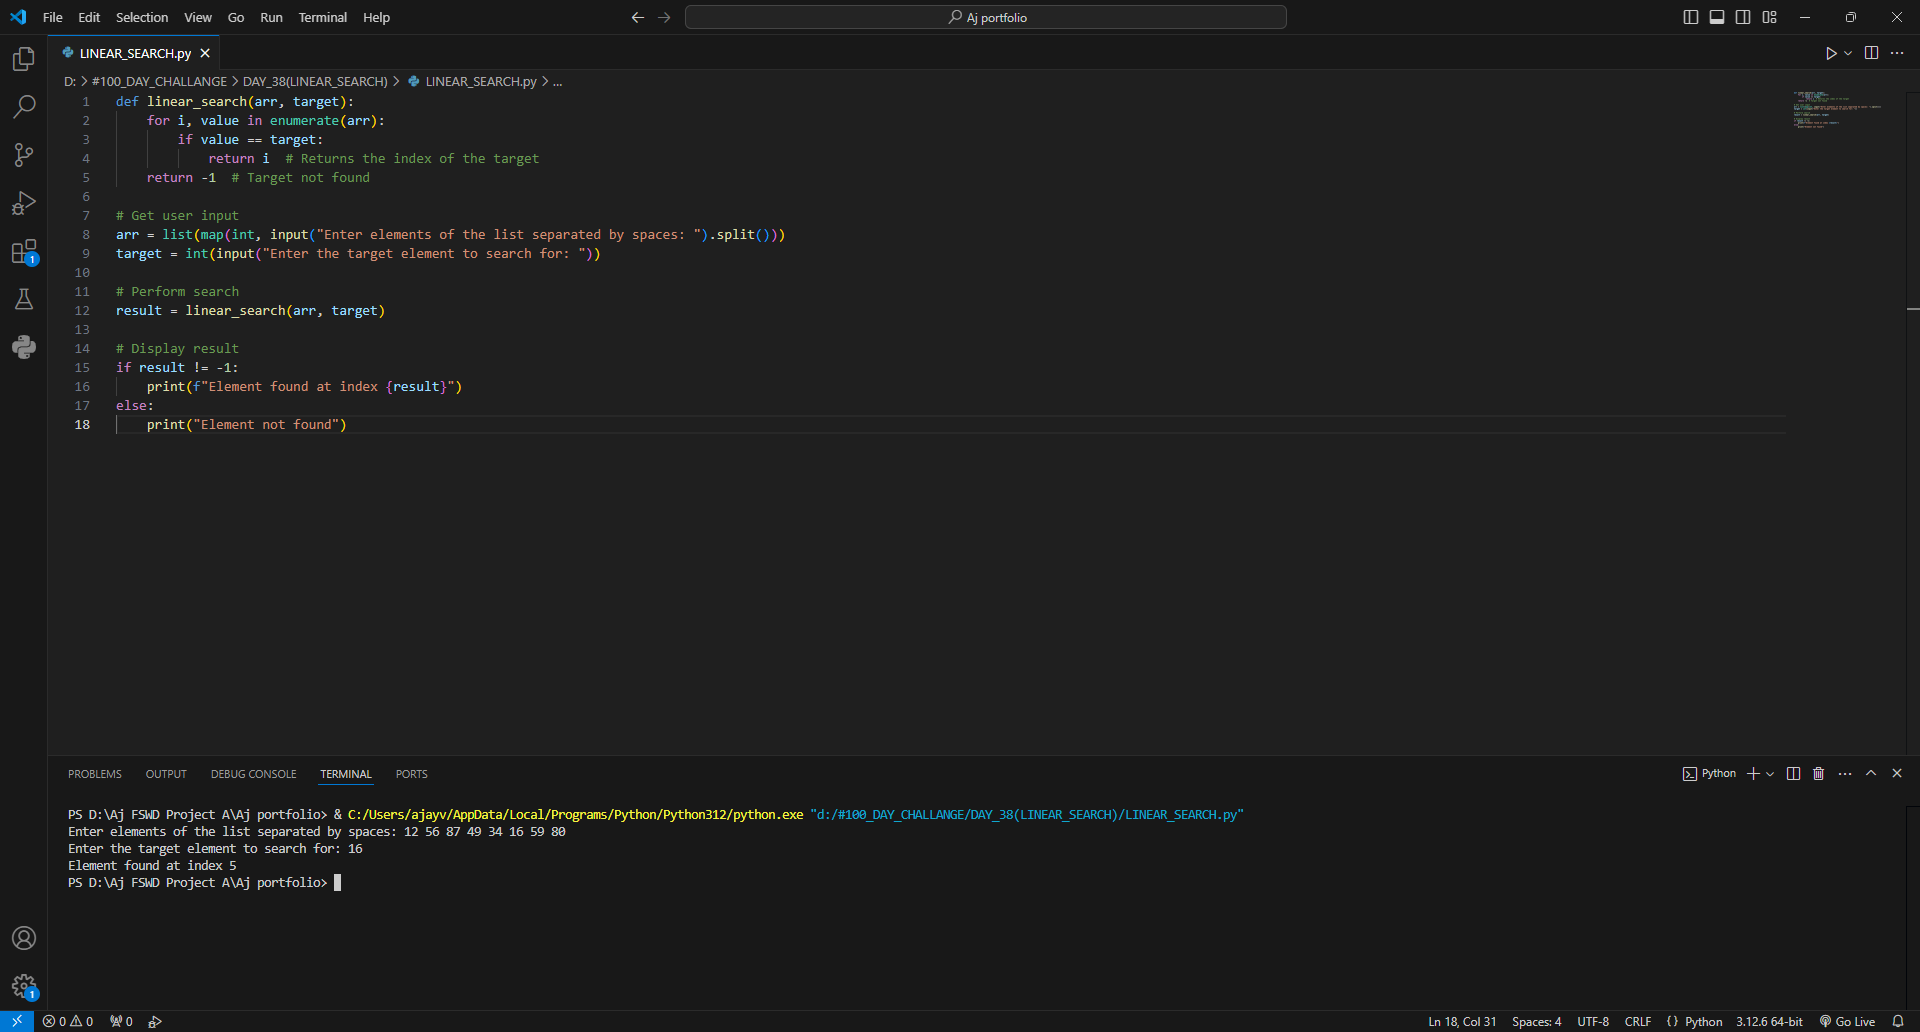 File Edit Selection View Go Run Terminal Help
Aj portfolio
LINEAR_SEARCH.py
D: > #100_DAY_CHALLANGE > DAY_38(LINEAR_SEARCH) > LINEAR_SEARCH.py > ...
1 def linear_search(arr, target):
2     for i, value in enumerate(arr):
3         if value == target:
4             return i  # Returns the index of the target
5     return -1  # Target not found
6
7 # Get user input
8 arr = list(map(int, input("Enter elements of the list separated by spaces: ").split()))
9 target = int(input("Enter the target element to search for: "))
10
11 # Perform search
12 result = linear_search(arr, target)
13
14 # Display result
15 if result != -1:
16     print(f"Element found at index {result}")
17 else:
18     print("Element not found")
1
PROBLEMS OUTPUT DEBUG CONSOLE TERMINAL PORTS
Python
PS D:\Aj FSWD Project A\Aj portfolio> & C:/Users/ajayv/AppData/Local/Programs/Python/Python312/python.exe "d:/#100_DAY_CHALLANGE/DAY_38(LINEAR_SEARCH)/LINEAR_SEARCH.py"
Enter elements of the list separated by spaces: 12 56 87 49 34 16 59 80
Enter the target element to search for: 16
Element found at index 5
PS D:\Aj FSWD Project A\Aj portfolio>
1
0 0 0 Ln 18, Col 31 Spaces: 4 UTF-8 CRLF {} Python 3.12.6 64-bit Go Live